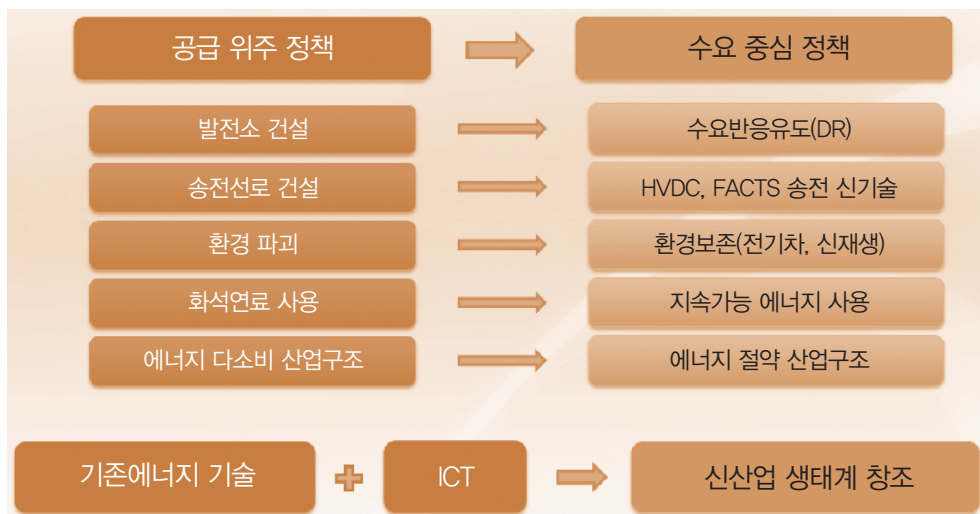 공급 위주 정책
수요 중심 정책
발전소 건설
수요반응유도(DR)
송전선로 건설
HVDC, FACTS 송전 신기술
환경 파괴
환경보존(전기차, 신재생)
화석연료 사용
지속가능 에너지 사용
에너지 다소비 산업구조
에너지 절약 산업구조
기존에너지 기술
ICT
신산업 생태계 창조